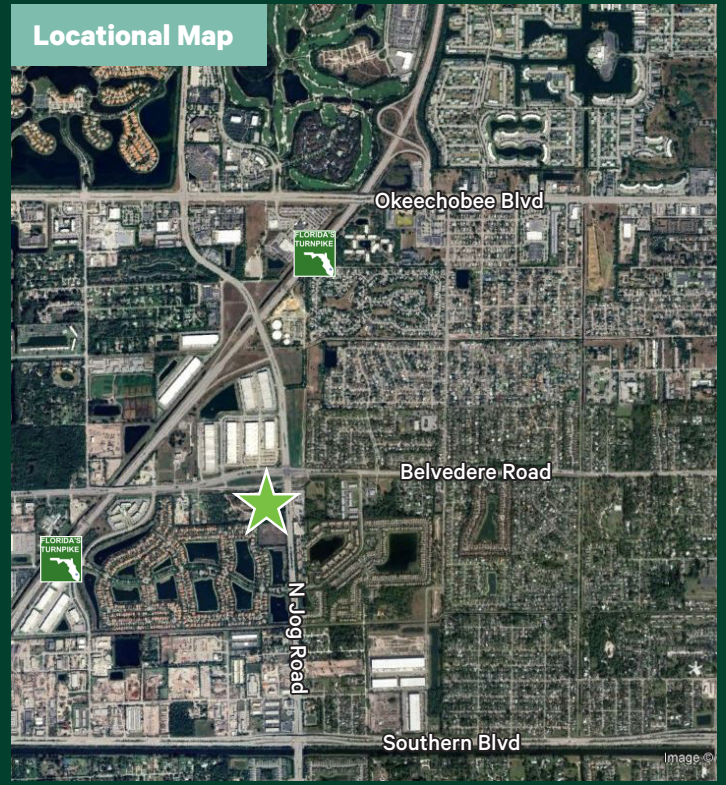 Locational Map
Okeechobee Blvd
FLORIDA'S
TURNPIKE
Belvedere Road
FLORIDA'S
TURNPIKE
N Jog Road
Southern Blvd
Image ©